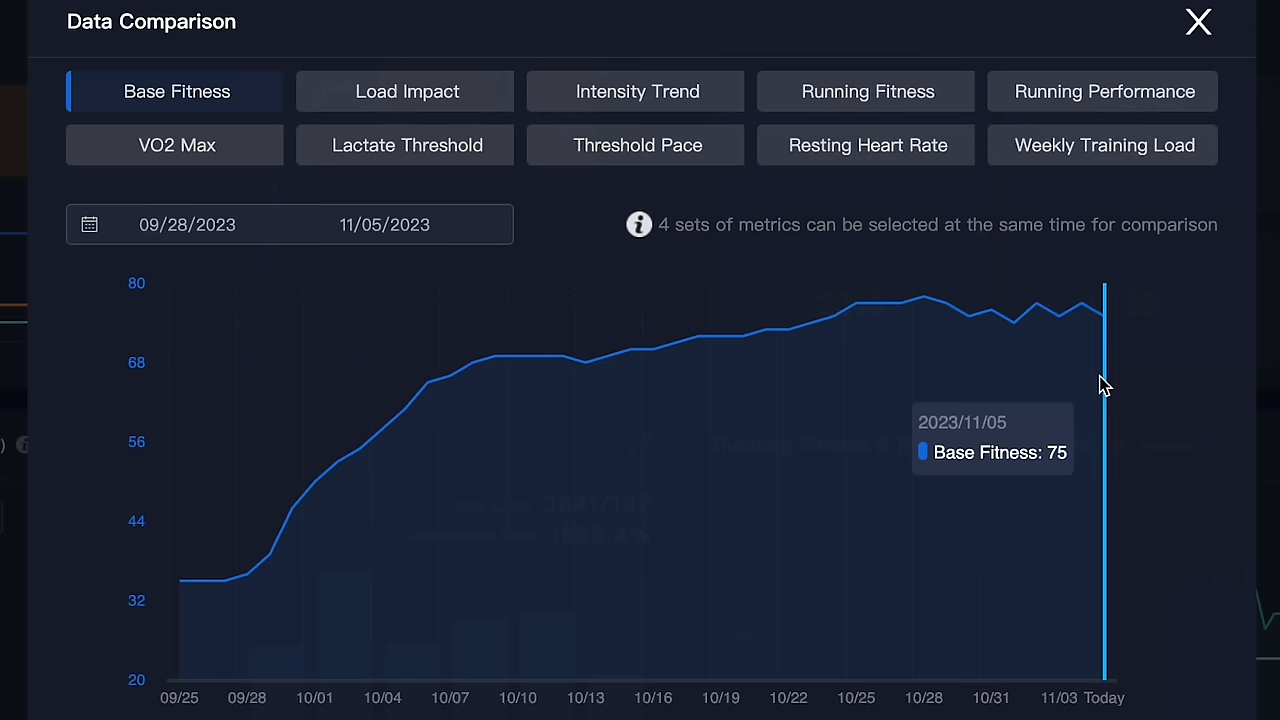 Data Comparison
Base Fitness
Load Impact
Intensity Trend
Running Fitness
Running Performance
VO2 Max
Lactate Threshold
Threshold Pace
Resting Heart Rate
Weekly Training Load
09/28/2023 11/05/2023
4 sets of metrics can be selected at the same time for comparison
80
68
56
44
32
20
2023/11/05
Base Fitness: 75
09/25 09/28 10/01 10/04 10/07 10/10 10/13 10/16 10/19 10/22 10/25 10/28 10/31 11/03 Today